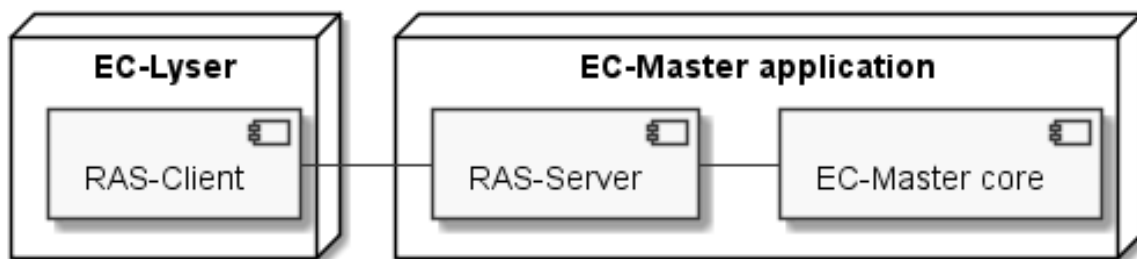 EC-Lyser
EC-Master application
RAS-Client
RAS-Server
EC-Master core